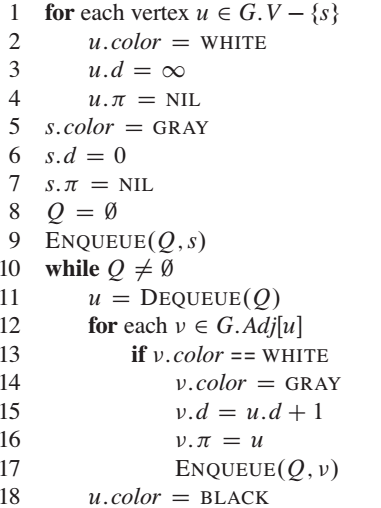 1 for each vertex u ∈ G.V − {s}
2 u.color = WHITE
3 u.d = ∞
4 u.π = NIL
5 s.color = GRAY
6 s.d = 0
7 s.π = NIL
8 Q = ∅
9 ENQUEUE(Q, s)
10 while Q ≠ ∅
11 u = DEQUEUE(Q)
12 for each v ∈ G.Adj[u]
13 if v.color == WHITE
14 v.color = GRAY
15 v.d = u.d + 1
16 v.π = u
17 ENQUEUE(Q, v)
18 u.color = BLACK